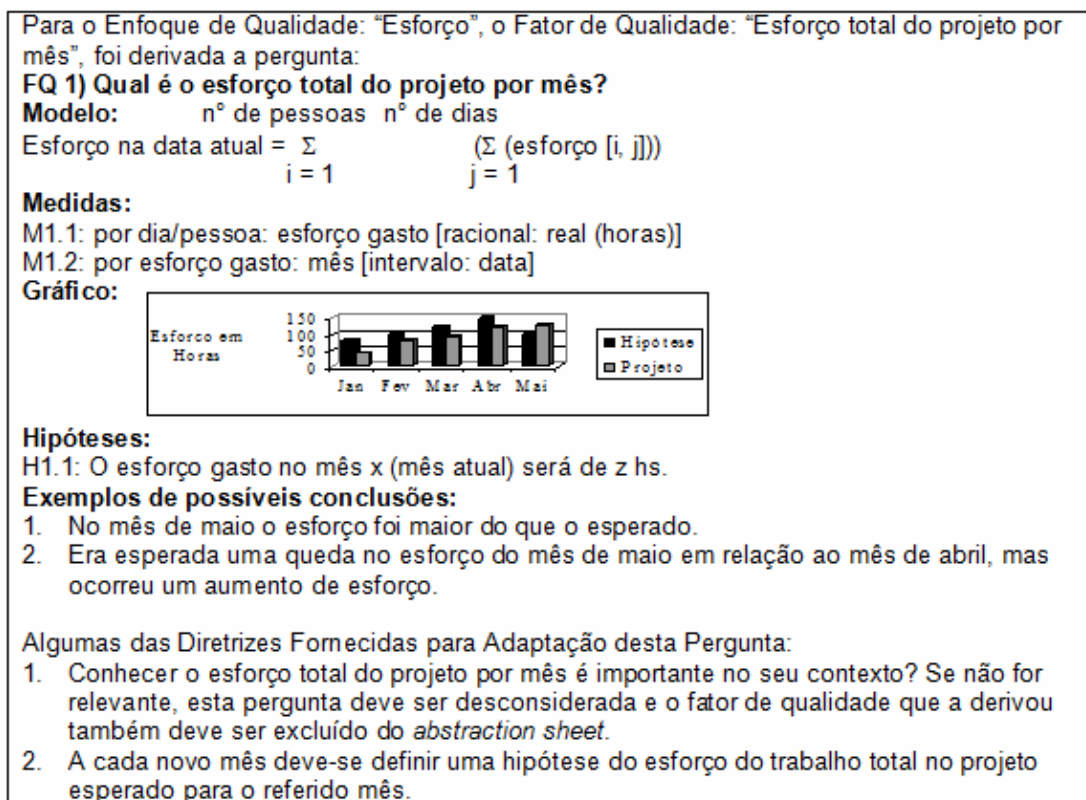 Para o Enfoque de Qualidade: “Esforço”, o Fator de Qualidade: “Esforço total do projeto por
mês”, foi derivada a pergunta:
FQ 1) Qual é o esforço total do projeto por mês?
Modelo: n° de pessoas n° de dias
Esforço na data atual = Σ (Σ (esforço [i, j]))
i = 1 j = 1
Medidas:
M1.1: por dia/pessoa: esforço gasto [racional: real (horas)]
M1.2: por esforço gasto: mês [intervalo: data]
Gráfico:
Esforco em
Horas
150
100
50
0
Jan Fev Mar Abr Mai
Hipótese
Projeto
Hipóteses:
H1.1: O esforço gasto no mês x (mês atual) será de z hs.
Exemplos de possíveis conclusões:
1. No mês de maio o esforço foi maior do que o esperado.
2. Era esperada uma queda no esforço do mês de maio em relação ao mês de abril, mas
ocorreu um aumento de esforço.
Algumas das Diretrizes Fornecidas para Adaptação desta Pergunta:
1. Conhecer o esforço total do projeto por mês é importante no seu contexto? Se não for
relevante, esta pergunta deve ser desconsiderada e o fator de qualidade que a derivou
também deve ser excluído do abstraction sheet.
2. A cada novo mês deve-se definir uma hipótese do esforço do trabalho total no projeto
esperado para o referido mês.